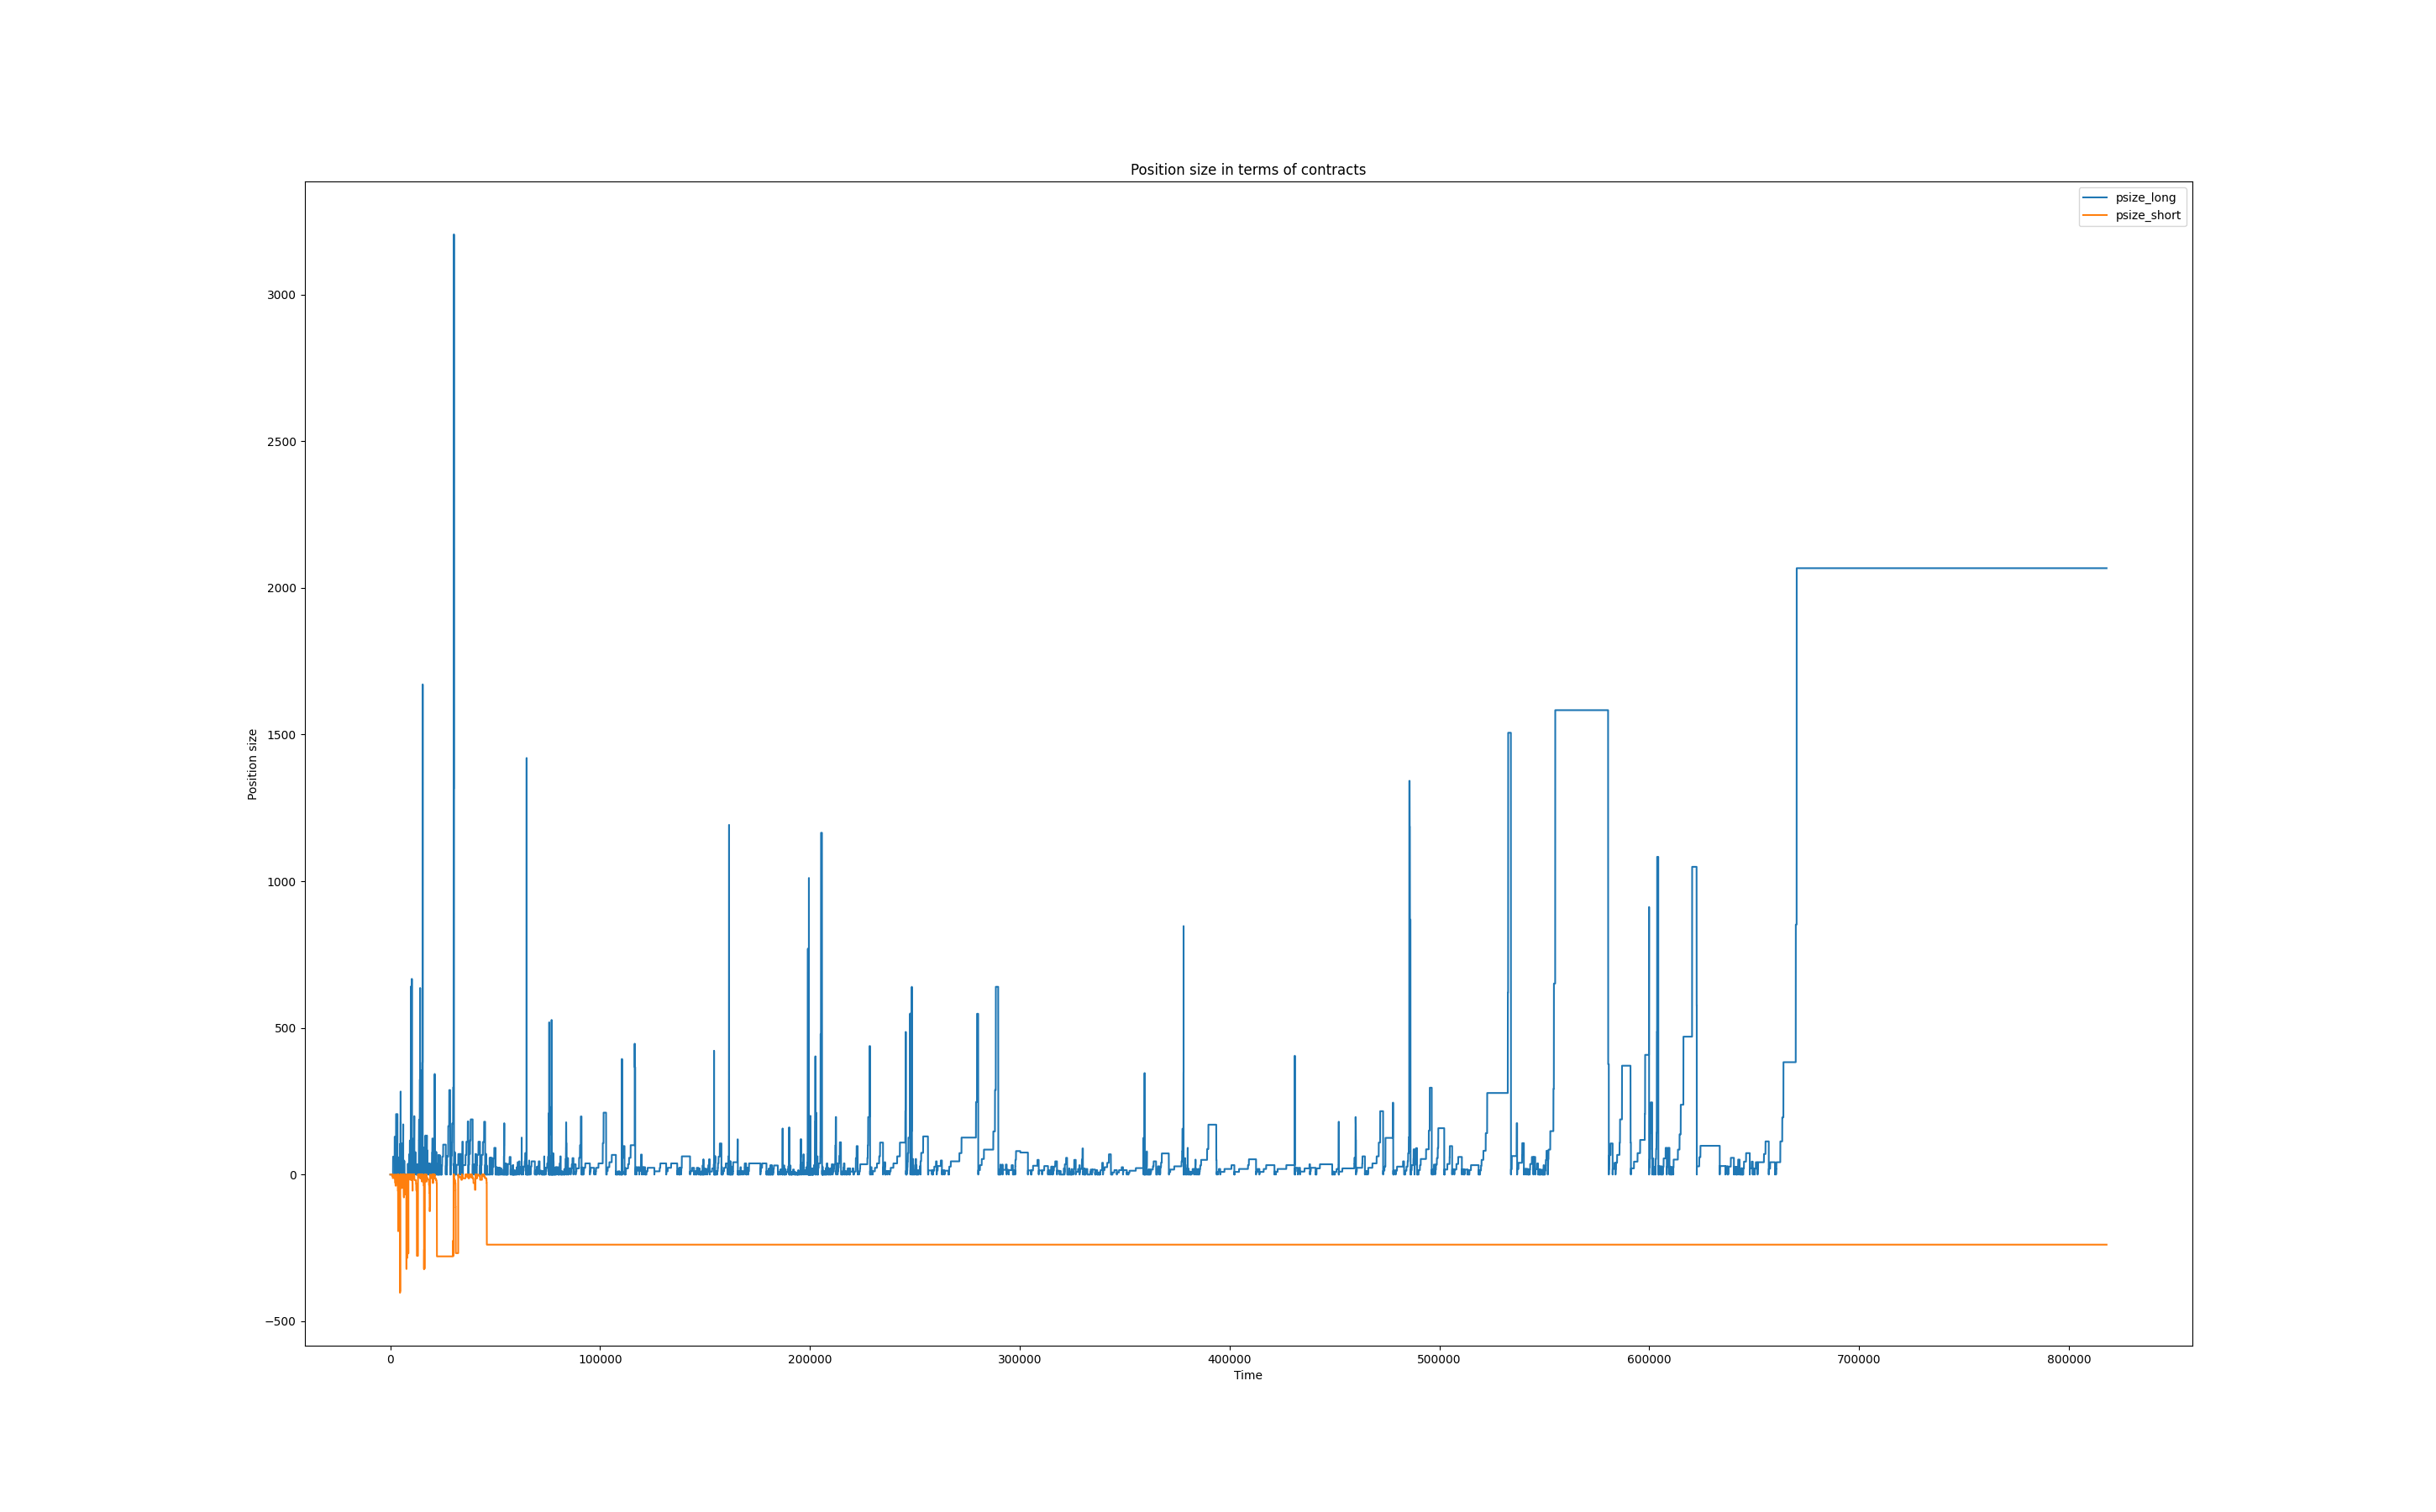 Position size in terms of contracts
psize_long
psize_short
Position size
3000
2500
2000
1500
1000
500
0
−500
0 100000 200000 300000 400000 500000 600000 700000 800000
Time